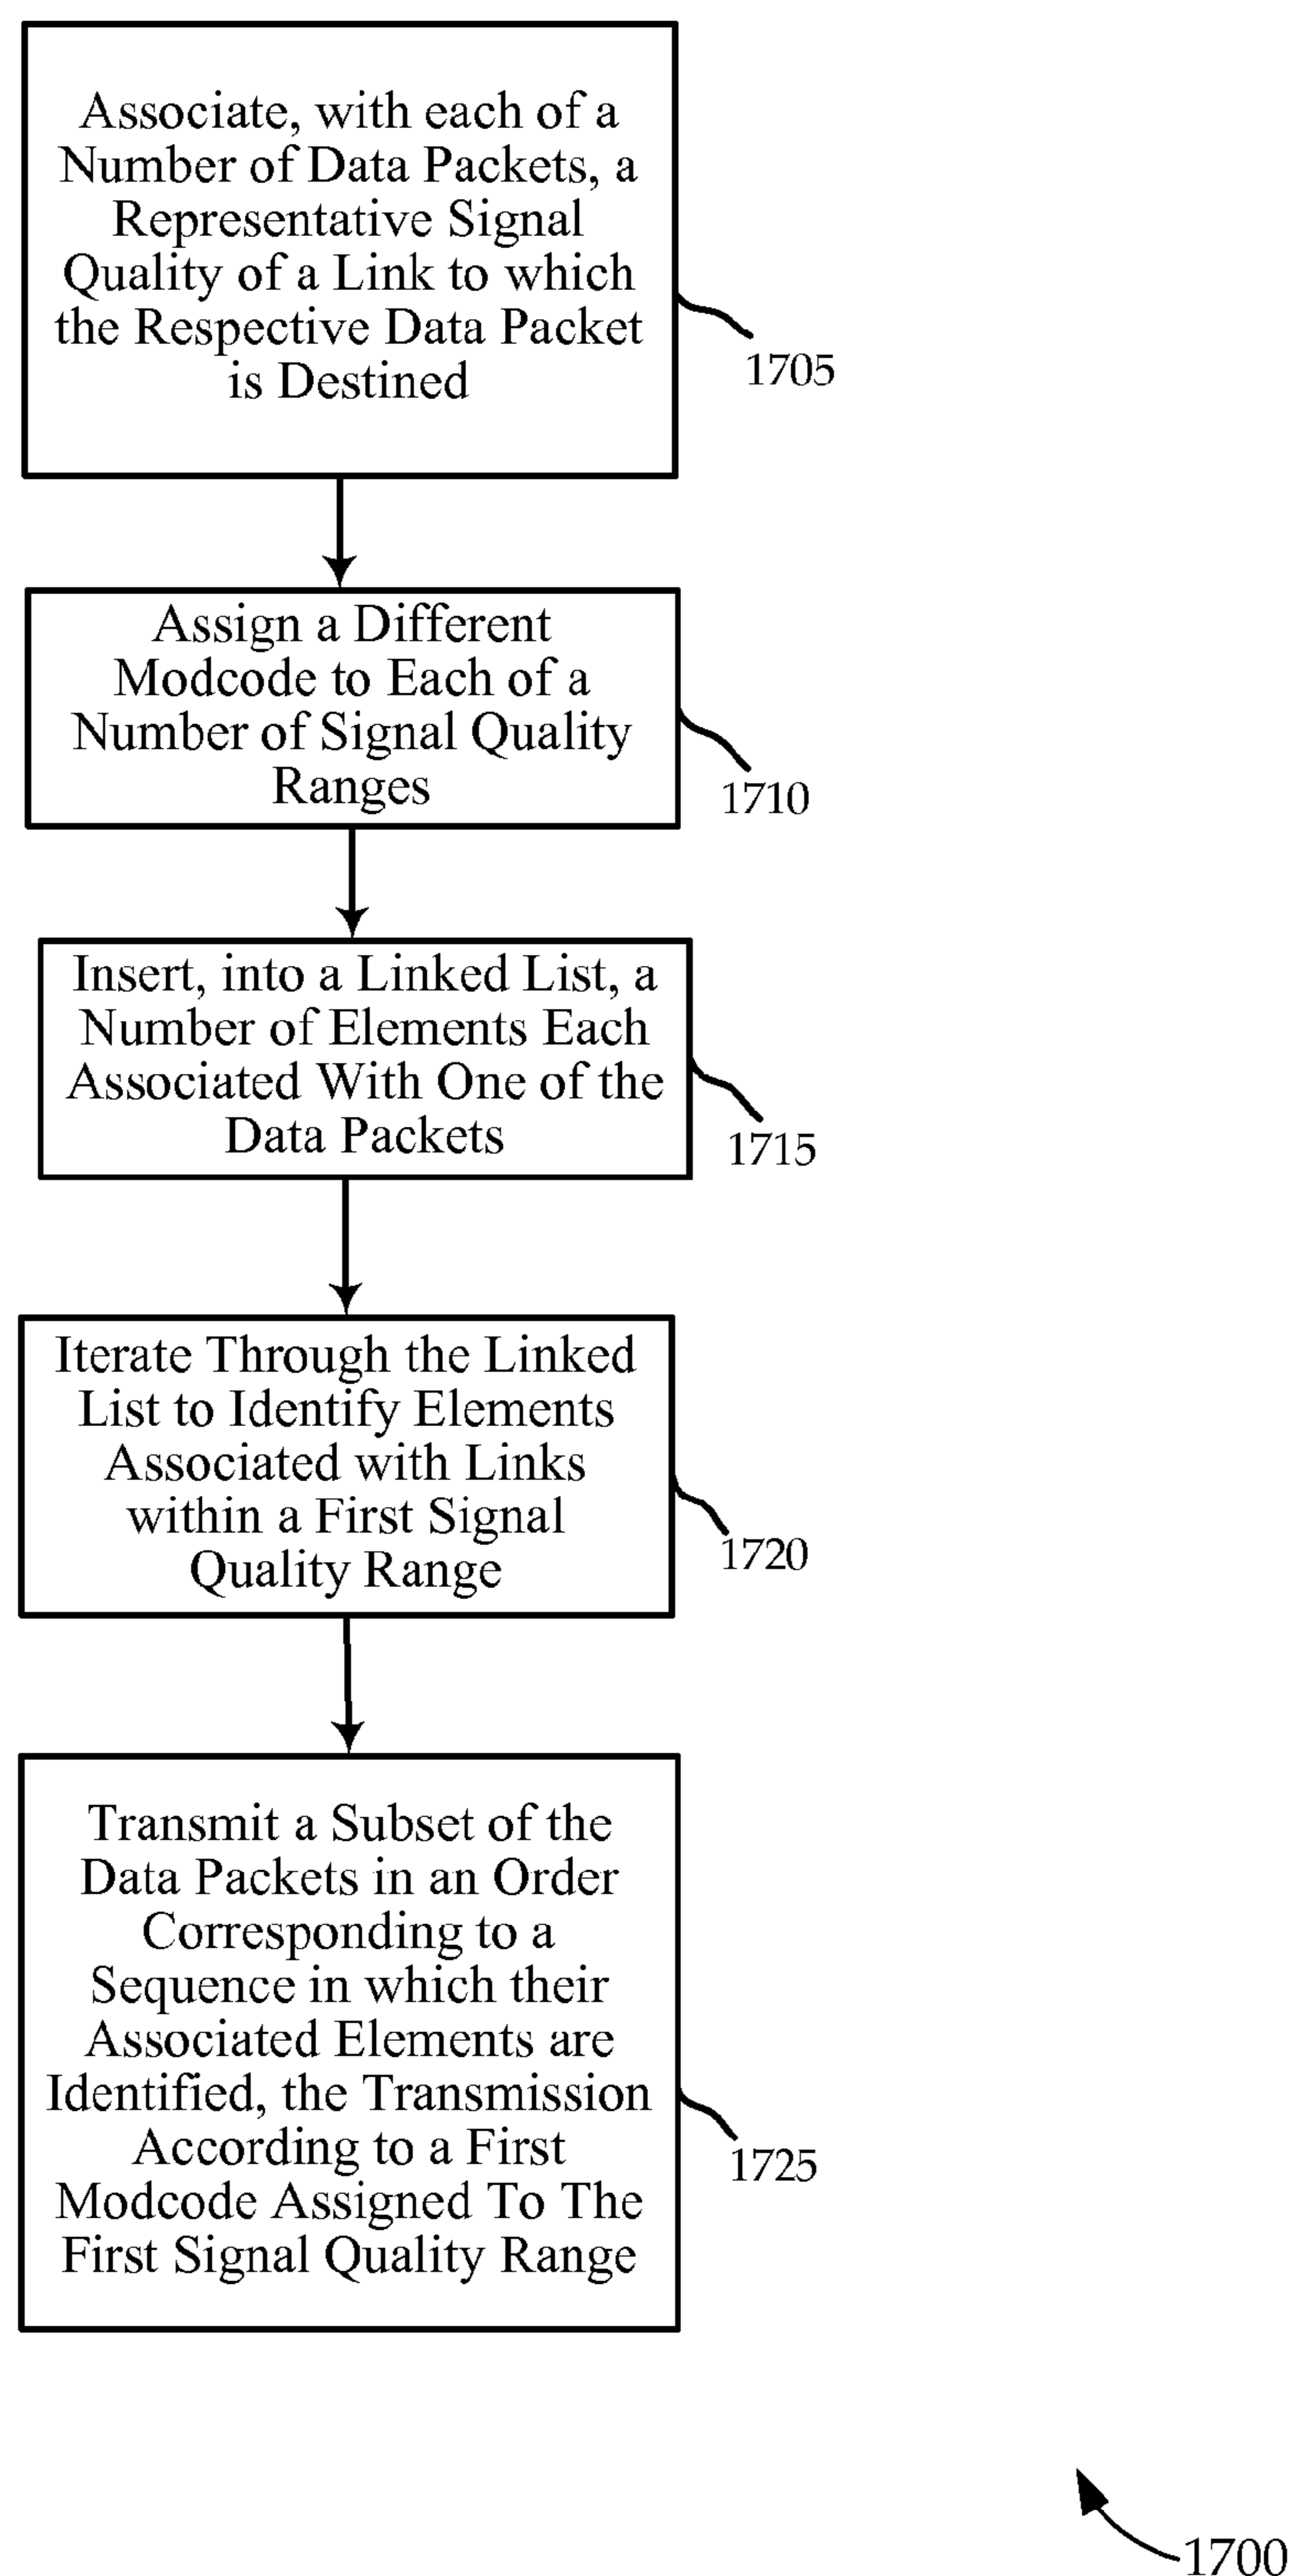 Associate, with each of a
Number of Data Packets, a
Representative Signal
Quality of a Link to which
the Respective Data Packet
is Destined
1705
Assign a Different
Modcode to Each of a
Number of Signal Quality
Ranges
1710
Insert, into a Linked List, a
Number of Elements Each
Associated With One of the
Data Packets
1715
Iterate Through the Linked
List to Identify Elements
Associated with Links
within a First Signal
Quality Range
1720
Transmit a Subset of the
Data Packets in an Order
Corresponding to a
Sequence in which their
Associated Elements are
Identified, the Transmission
According to a First
Modcode Assigned To The
First Signal Quality Range
1725
1700